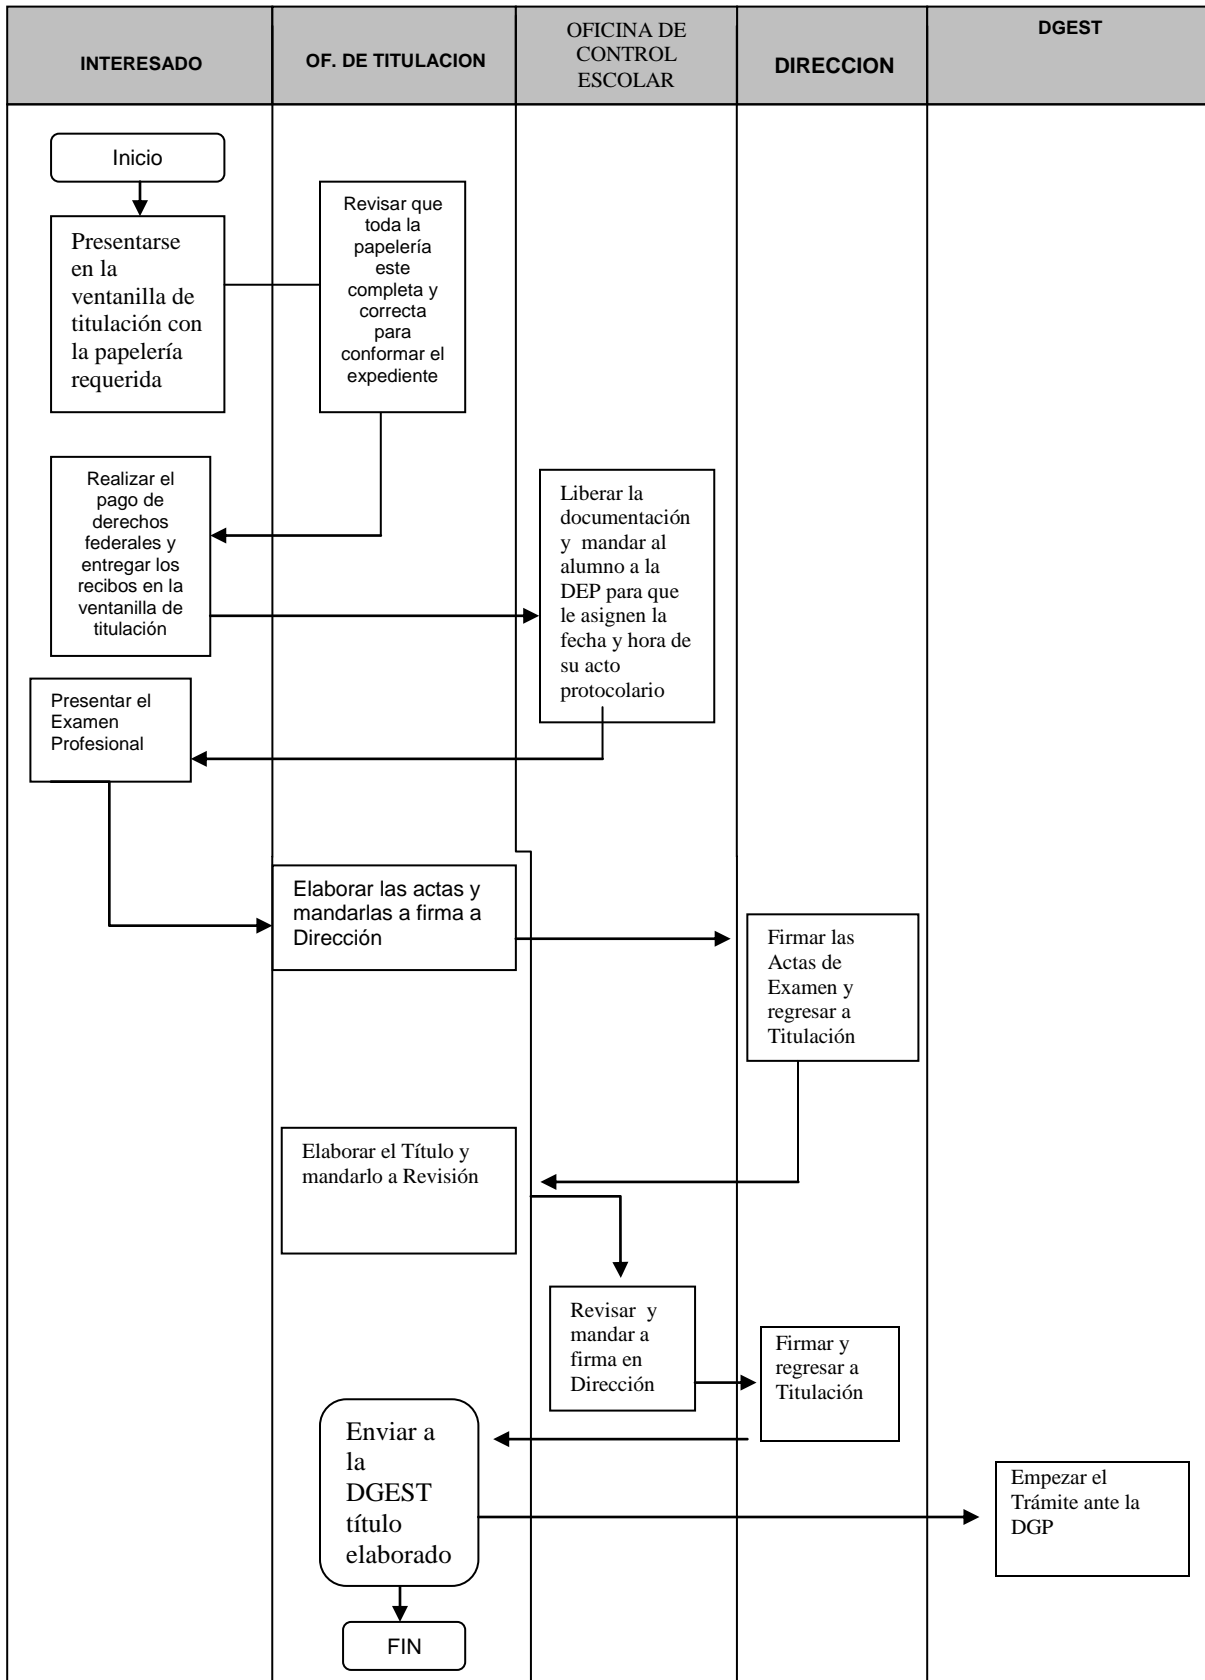 INTERESADO
OF. DE TITULACION
OFICINA DE
CONTROL
ESCOLAR
DIRECCION
DGEST
Inicio
Presentarse
en la
ventanilla de
titulación con
la papelería
requerida
Revisar que
toda la
papelería
este
completa y
correcta
para
conformar el
expediente
Realizar el
pago de
derechos
federales y
entregar los
recibos en la
ventanilla de
titulación
Liberar la
documentación
y mandar al
alumno a la
DEP para que
le asignen la
fecha y hora de
su acto
protocolario
Presentar el
Examen
Profesional
Elaborar las actas y
mandarlas a firma a
Dirección
Firmar las
Actas de
Examen y
regresar a
Titulación
Elaborar el Título y
mandarlo a Revisión
Revisar y
mandar a
firma en
Dirección
Firmar y
regresar a
Titulación
Enviar a
la
DGEST
título
elaborado
Empezar el
Trámite ante la
DGP
FIN